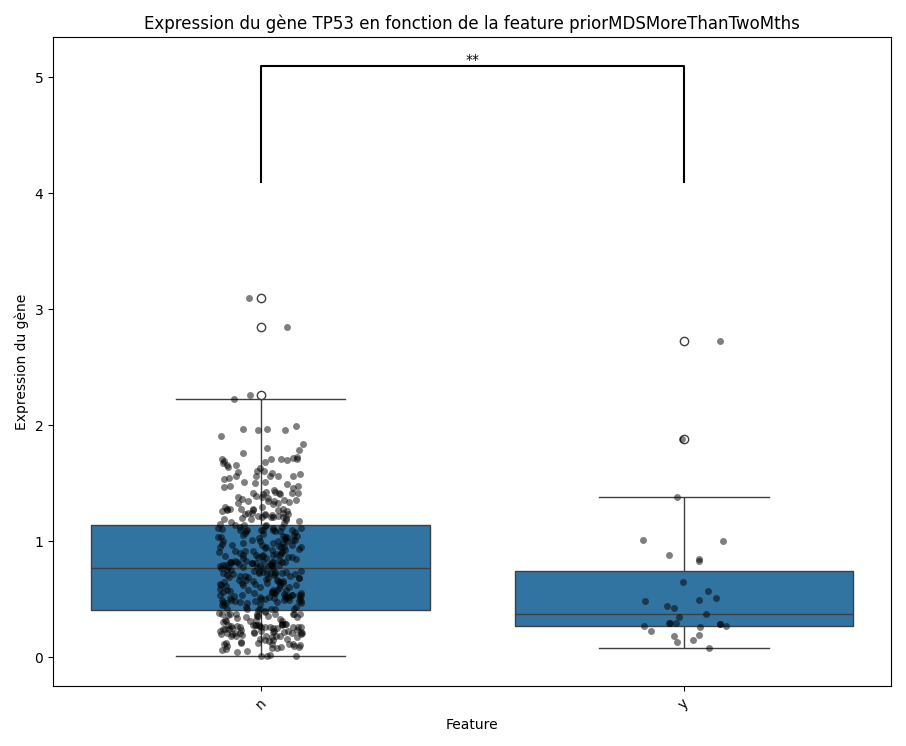 Expression du gène TP53 en fonction de la feature priorMDSMoreThanTwoMths
**
5
4
3
2
1
0
Expression du gène
n
y
Feature